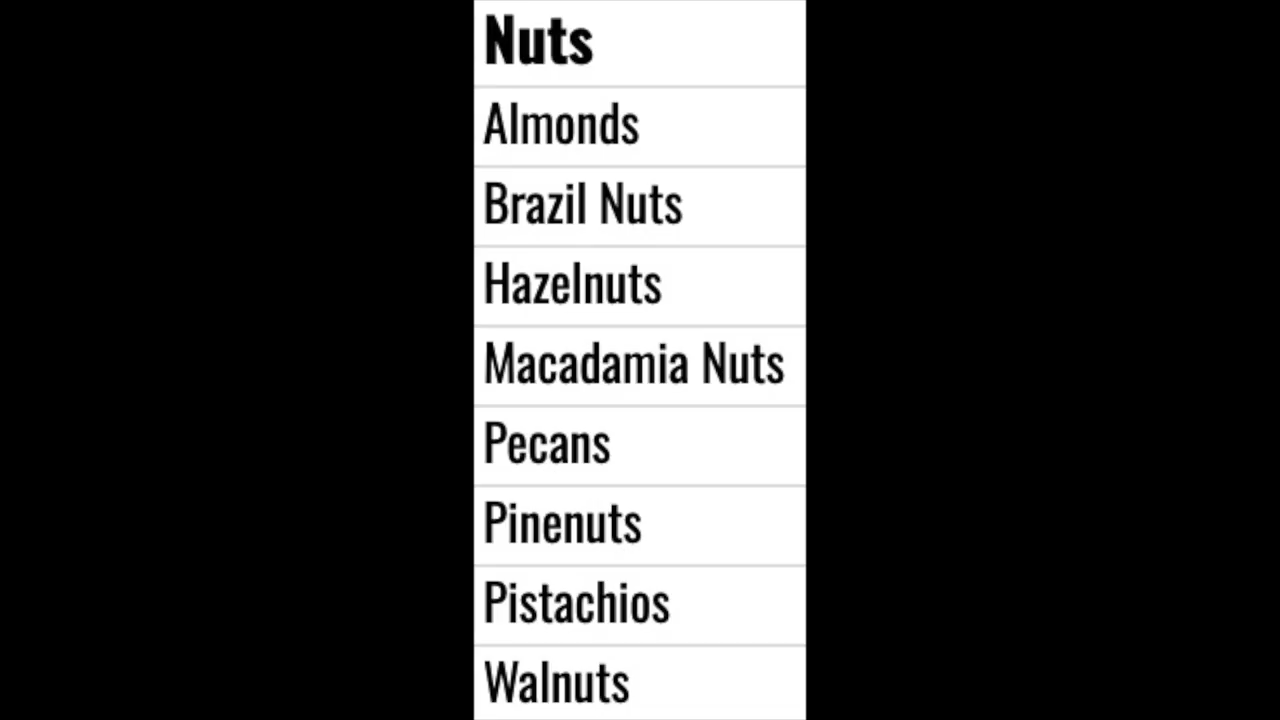 Nuts
Almonds
Brazil Nuts
Hazelnuts
Macadamia Nuts
Pecans
Pinenuts
Pistachios
Walnuts